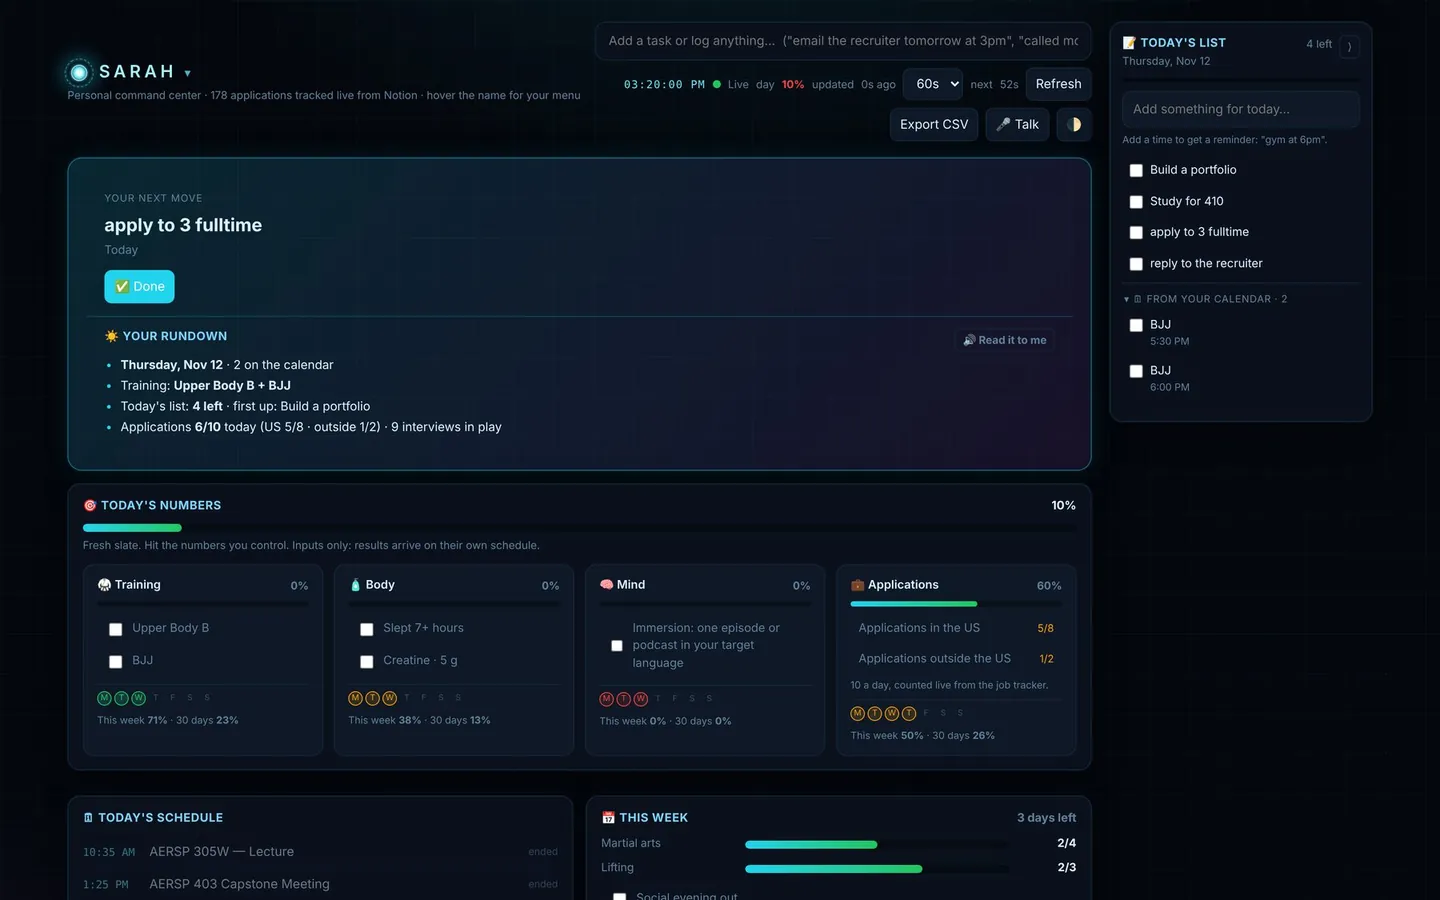 SARAH ▾
Personal command center · 178 applications tracked live from Notion · hover the name for your menu
Add a task or log anything... ("email the recruiter tomorrow at 3pm", "called mo
03:20:00 PM Live day 10% updated 0s ago 60s next 52s Refresh
Export CSV 🎤 Talk
YOUR NEXT MOVE
apply to 3 fulltime
Today
✅ Done
☀️ YOUR RUNDOWN
🔊 Read it to me
• Thursday, Nov 12 · 2 on the calendar
• Training: Upper Body B + BJJ
• Today's list: 4 left · first up: Build a portfolio
• Applications 6/10 today (US 5/8 · outside 1/2) · 9 interviews in play
🎯 TODAY'S NUMBERS 10%
Fresh slate. Hit the numbers you control. Inputs only: results arrive on their own schedule.
🥋 Training 0%
Upper Body B
BJJ
M T W T F S S
This week 71% · 30 days 23%
🧴 Body 0%
Slept 7+ hours
Creatine · 5 g
M T W T F S S
This week 38% · 30 days 13%
🧠 Mind 0%
Immersion: one episode or
podcast in your target
language
M T W T F S S
This week 0% · 30 days 0%
💼 Applications 60%
Applications in the US 5/8
Applications outside the US 1/2
10 a day, counted live from the job tracker.
M T W T F S S
This week 50% · 30 days 26%
🗓 TODAY'S SCHEDULE
10:35 AM AERSP 305W — Lecture ended
1:25 PM AERSP 403 Capstone Meeting ended
📅 THIS WEEK 3 days left
Martial arts 2/4
Lifting 2/3
Social evening out
📝 TODAY'S LIST 4 left ⟩
Thursday, Nov 12
Add something for today...
Add a time to get a reminder: "gym at 6pm".
Build a portfolio
Study for 410
apply to 3 fulltime
reply to the recruiter
▾ 🗓 FROM YOUR CALENDAR · 2
BJJ
5:30 PM
BJJ
6:00 PM